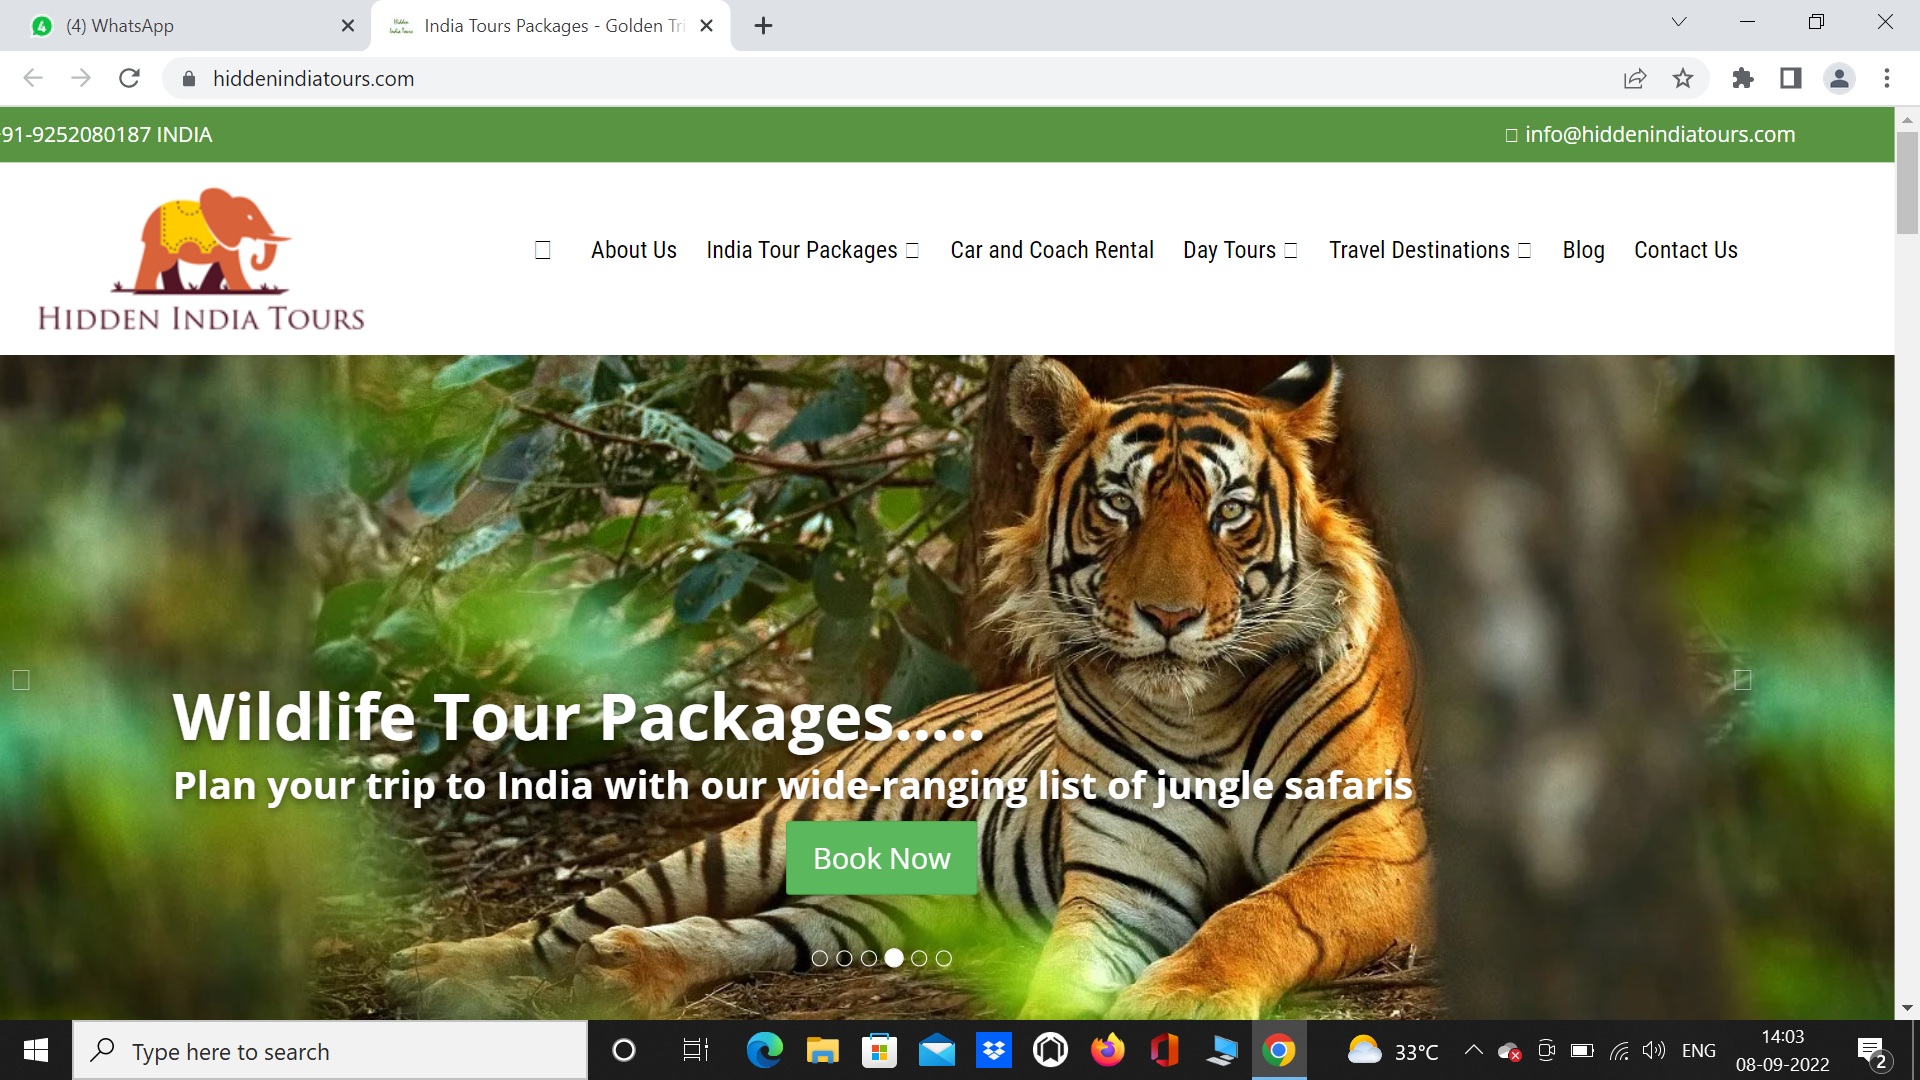 4 (4) WhatsApp
India Tours Packages - Golden Tri
hiddenindiatours.com
91-9252080187 INDIA
info@hiddenindiatours.com
HIDDEN INDIA TOURS
About Us India Tour Packages Car and Coach Rental Day Tours Travel Destinations Blog Contact Us
Wildlife Tour Packages.....
Plan your trip to India with our wide-ranging list of jungle safaris
Book Now
Type here to search
33°C
ENG
14:03
08-09-2022
2